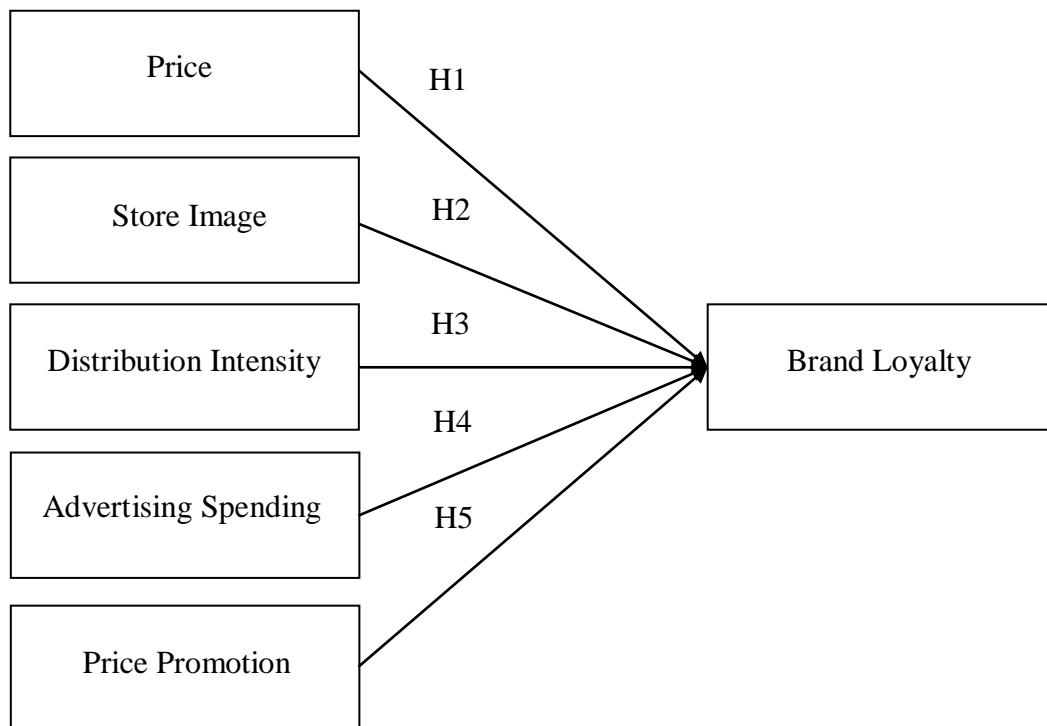 Price
H1
Store Image
H2
Distribution Intensity
H3
Brand Loyalty
H4
Advertising Spending
H5
Price Promotion